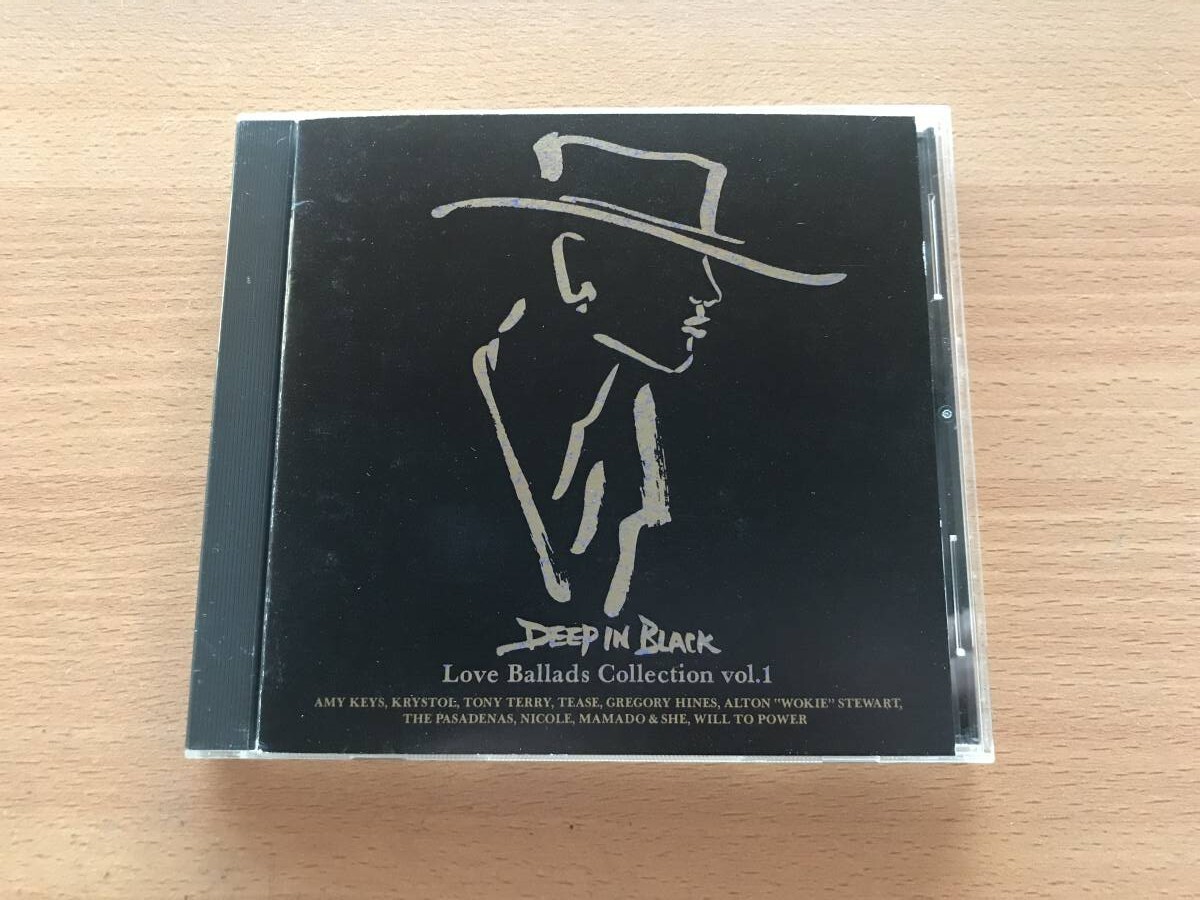 DEEP IN BLACK
Love Ballads Collection vol.1
AMY KEYS, KRYSTOL, TONY TERRY, TEASE, GREGORY HINES, ALTON "WOKIE" STEWART,
THE PASADENAS, NICOLE, MAMADO & SHE, WILL TO POWER